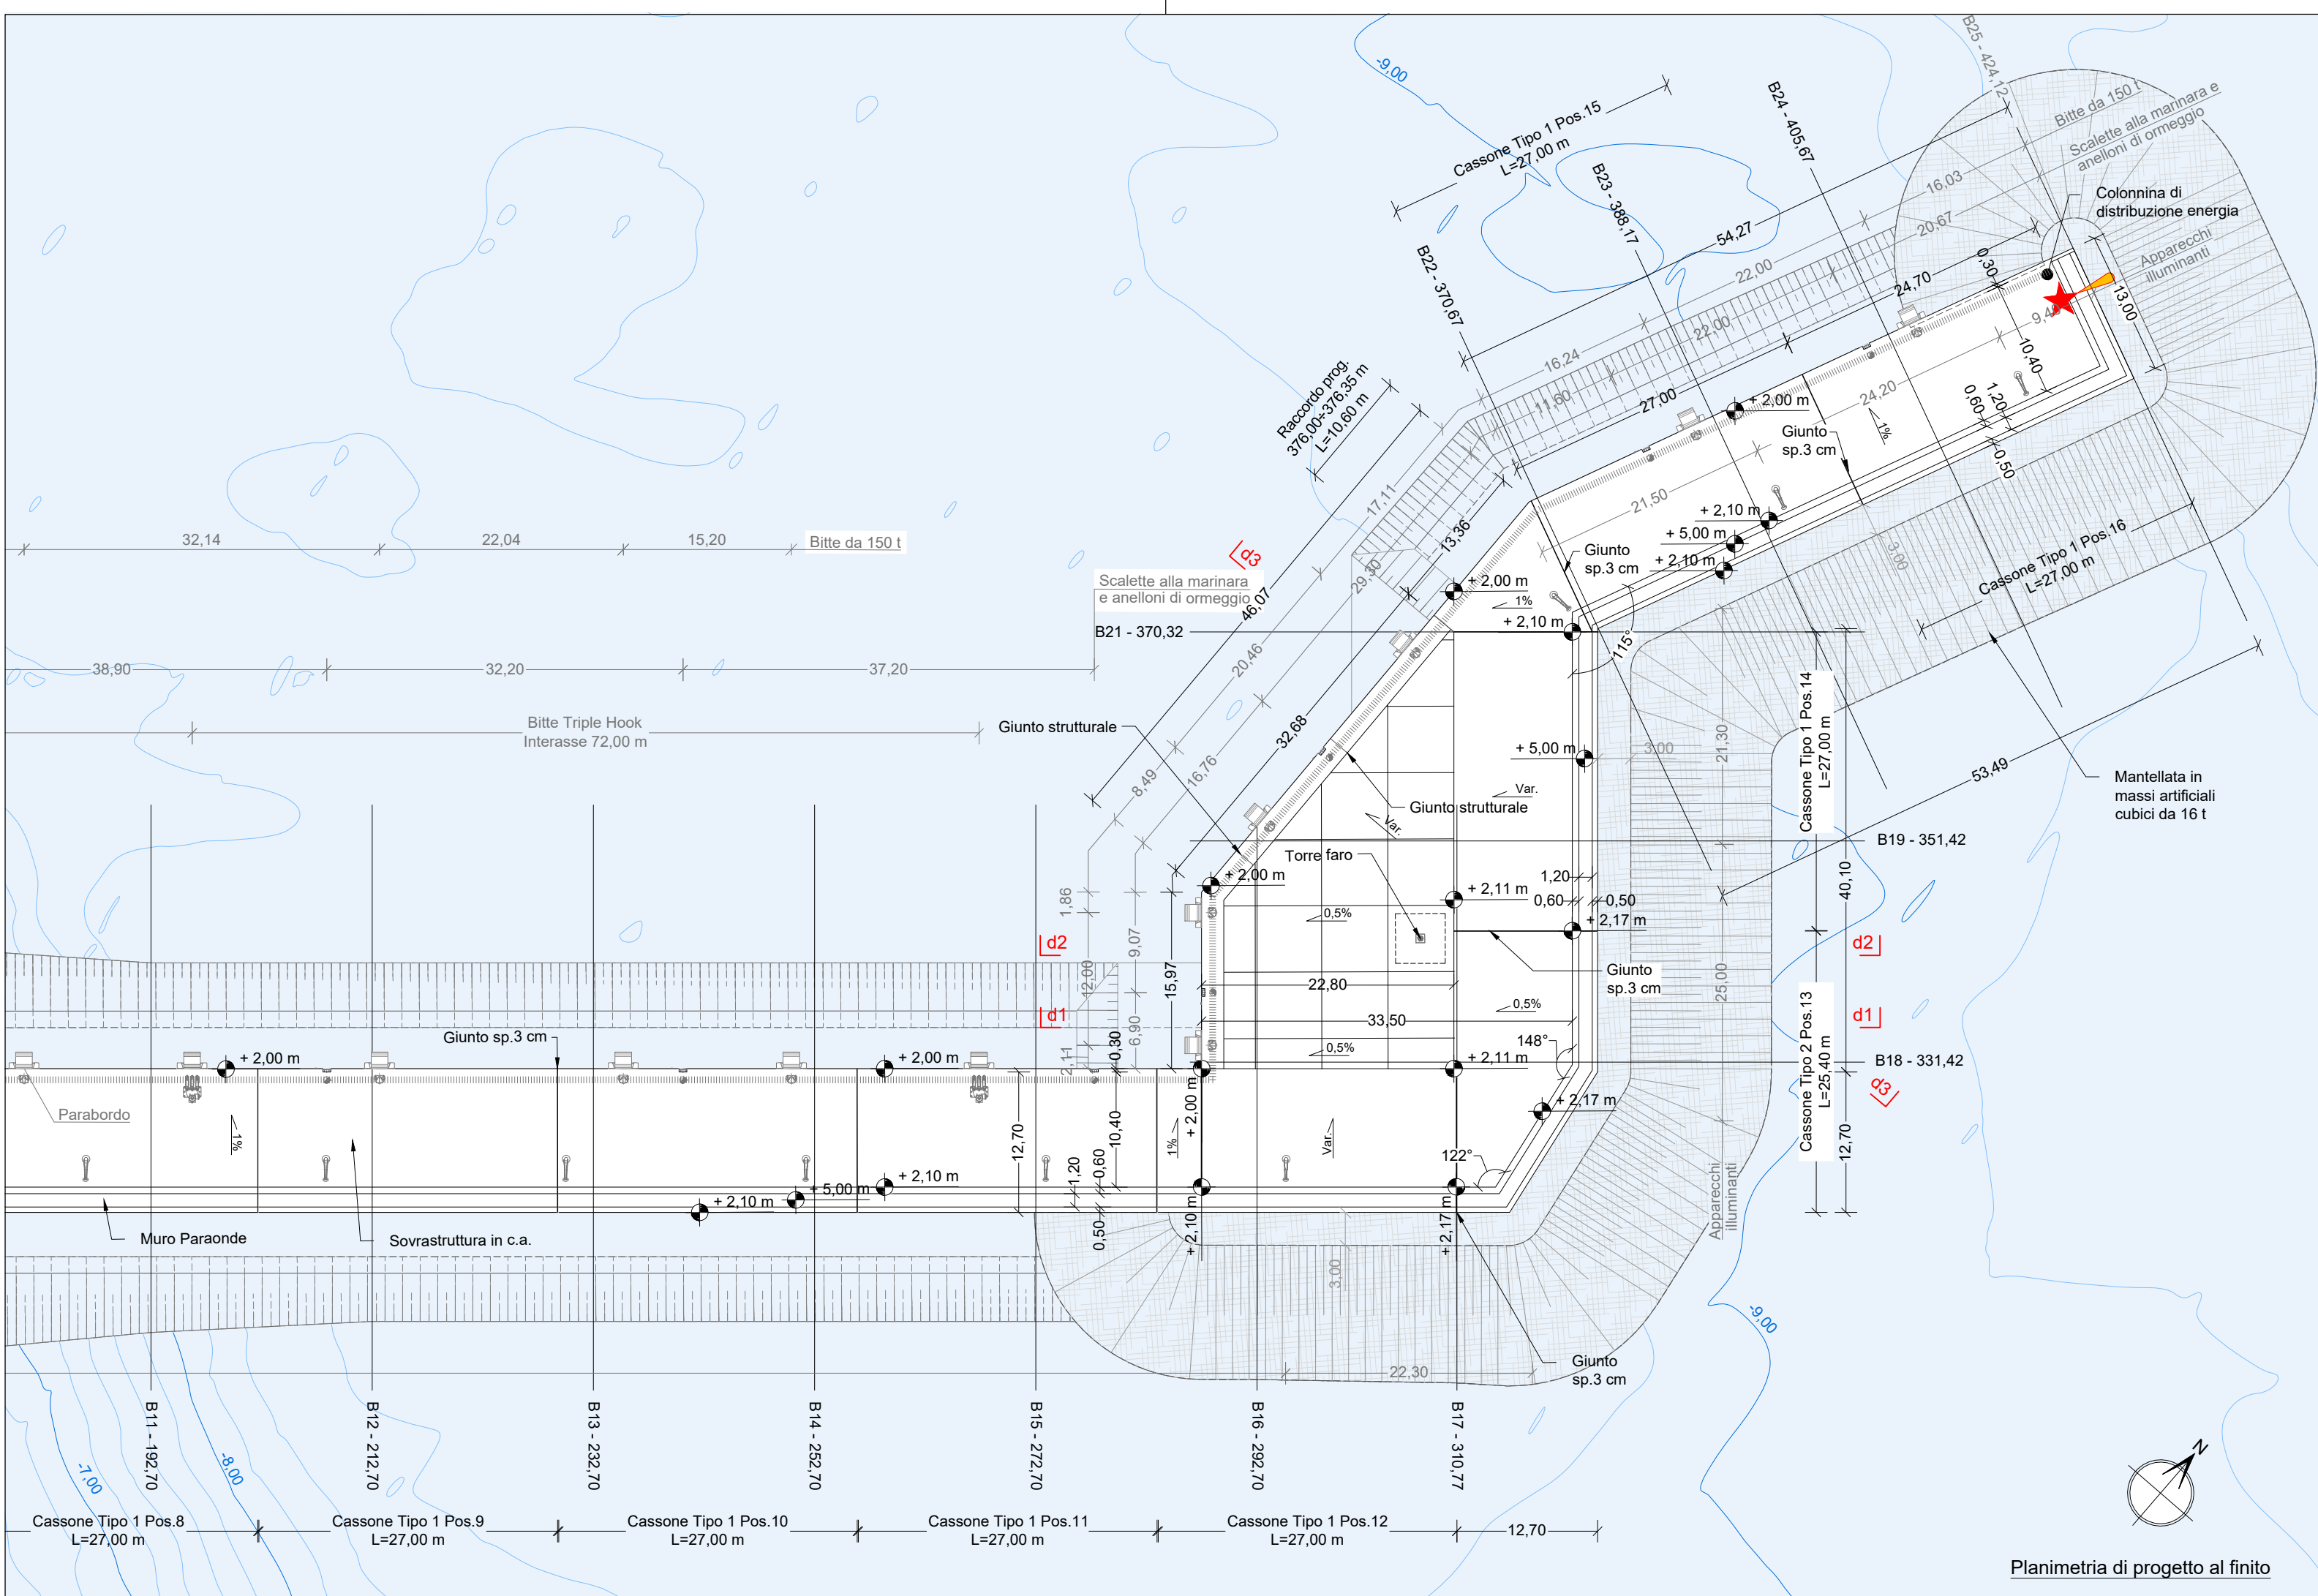 -9,00
Cassone Tipo 1 Pos.15
L=27,00 m
B25 - 424,12
B24 - 405,67
B23 - 388,17
B22 - 370,67
Bitte da 150 t
Scalette alla marinara e
anelloni di ormeggio
Colonnina di
distribuzione energia
Apparecchi
illuminanti
16,03
20,67
54,27
22,00
24,70
22,00
16,24
11,60
27,00
0,30
9,40
13,00
10,40
1,20
0,60
0,50
24,20
1%
+ 2,00 m
Giunto
sp.3 cm
21,50
+ 2,10 m
+ 5,00 m
+ 2,10 m
3,00
Cassone Tipo 1 Pos.16
L=27,00 m
Raccordo prog.
376,00÷376,35 m
L=10,60 m
17,11
13,36
29,30
46,07
20,46
32,68
8,49
16,76
32,14
22,04
15,20
Bitte da 150 t
Scalette alla marinara
e anelloni di ormeggio
d3
38,90
32,20
37,20
Bitte Triple Hook
Interasse 72,00 m
B21 - 370,32
+ 2,00 m
1%
+ 2,10 m
Giunto
sp.3 cm
115°
Giunto strutturale
Giunto strutturale
+ 5,00 m
Var.
Var.
3,00
21,30
Cassone Tipo 1 Pos.14
L=27,00 m
53,49
Mantellata in
massi artificiali
cubici da 16 t
B19 - 351,42
40,10
Torre faro
+ 2,00 m
1,20
0,60
0,50
+ 2,11 m
+ 2,17 m
0,5%
1,86
9,07
12,00
15,97
6,90
2,11
0,30
d2
d2
d1
d1
22,80
33,50
Giunto
sp.3 cm
0,5%
0,5%
25,00
148°
B18 - 331,42
d3
+ 2,11 m
+ 2,17 m
Cassone Tipo 2 Pos.13
L=25,40 m
12,70
122°
Giunto sp.3 cm
+ 2,00 m
+ 2,00 m
+ 2,00 m
Parabordo
1%
1%
Var.
12,70
10,40
1,20
0,60
0,50
+ 2,10 m
+ 5,00 m
+ 2,10 m
+ 2,10 m
+ 2,17 m
Muro Paraonde
Sovrastruttura in c.a.
Apparecchi
illuminanti
3,00
22,30
Giunto
sp.3 cm
-9,00
-7,00
-8,00
B11 - 192,70
B12 - 212,70
B13 - 232,70
B14 - 252,70
B15 - 272,70
B16 - 292,70
B17 - 310,77
Cassone Tipo 1 Pos.8
L=27,00 m
Cassone Tipo 1 Pos.9
L=27,00 m
Cassone Tipo 1 Pos.10
L=27,00 m
Cassone Tipo 1 Pos.11
L=27,00 m
Cassone Tipo 1 Pos.12
L=27,00 m
12,70
N
Planimetria di progetto al finito